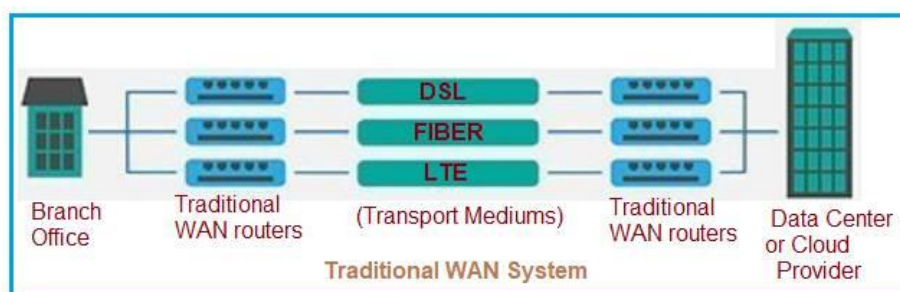 DSL
FIBER
LTE
Branch
Office
Traditional
WAN routers
(Transport Mediums)
Traditional
WAN routers
Data Center
or Cloud
Provider
Traditional WAN System